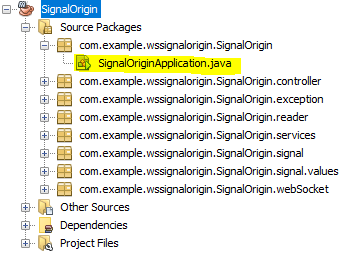 SignalOrigin
Source Packages
com.example.wssignalorigin.SignalOrigin
SignalOriginApplication.java
com.example.wssignalorigin.SignalOrigin.controller
com.example.wssignalorigin.SignalOrigin.exception
com.example.wssignalorigin.SignalOrigin.reader
com.example.wssignalorigin.SignalOrigin.services
com.example.wssignalorigin.SignalOrigin.signal
com.example.wssignalorigin.SignalOrigin.signal.values
com.example.wssignalorigin.SignalOrigin.webSocket
Other Sources
Dependencies
Project Files